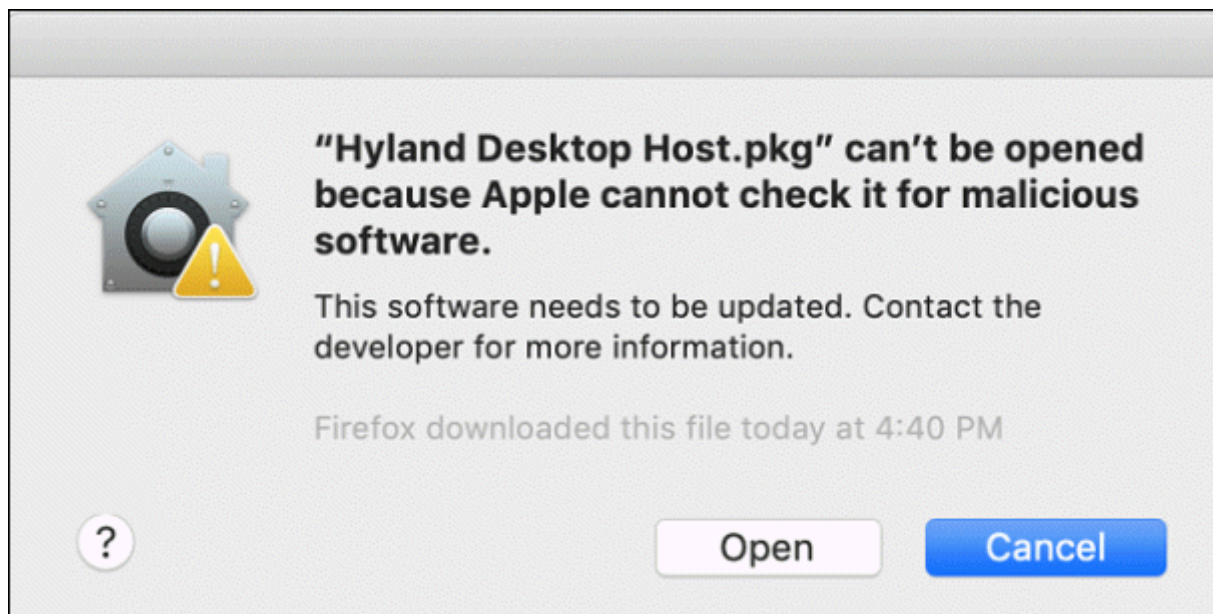 “Hyland Desktop Host.pkg” can’t be opened
because Apple cannot check it for malicious
software.
This software needs to be updated. Contact the
developer for more information.
Firefox downloaded this file today at 4:40 PM
?
Open
Cancel